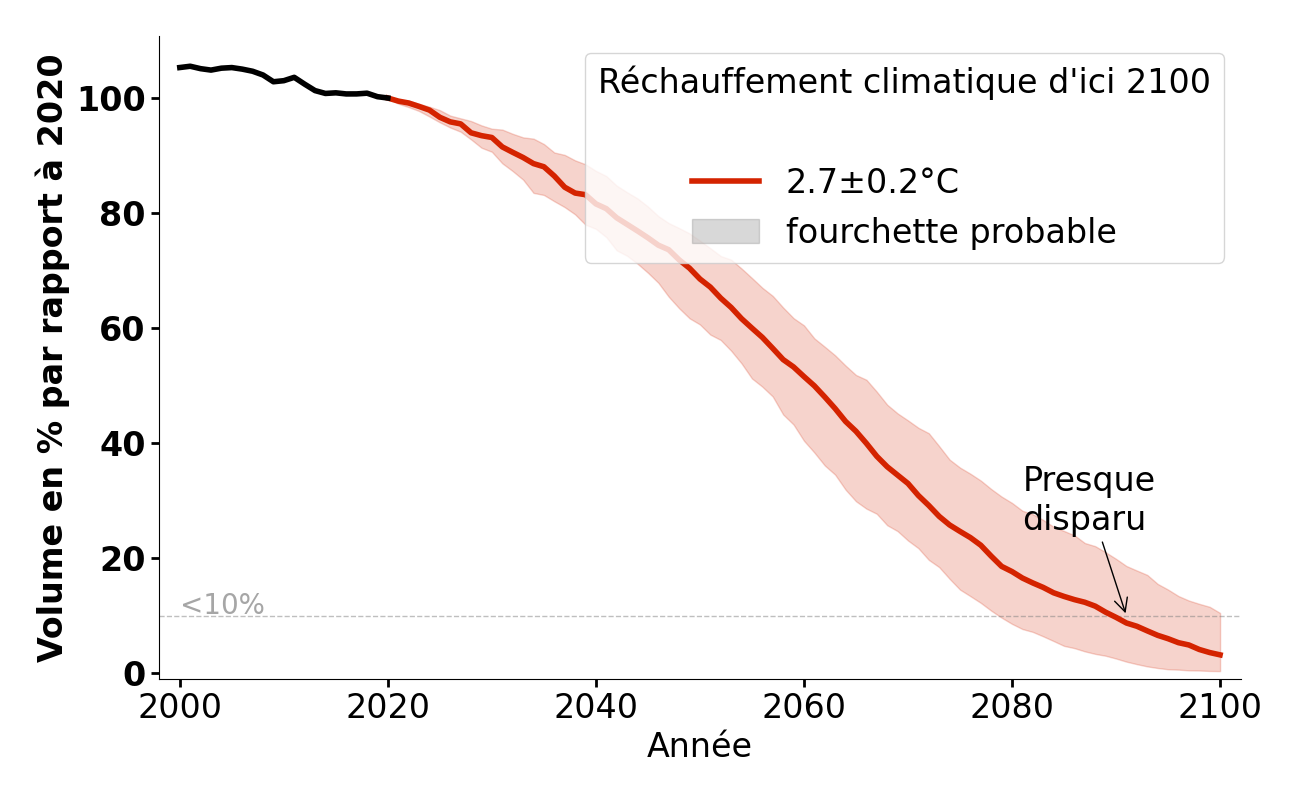 Volume en % par rapport à 2020
100
80
60
40
20
0
Réchauffement climatique d'ici 2100
2.7±0.2°C
fourchette probable
Presque
disparu
<10%
2000
2020
2040
2060
2080
2100
Année